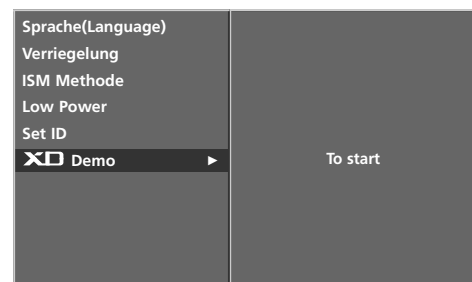 Sprache(Language)
Verriegelung
ISM Methode
Low Power
Set ID
XD Demo ►
To start